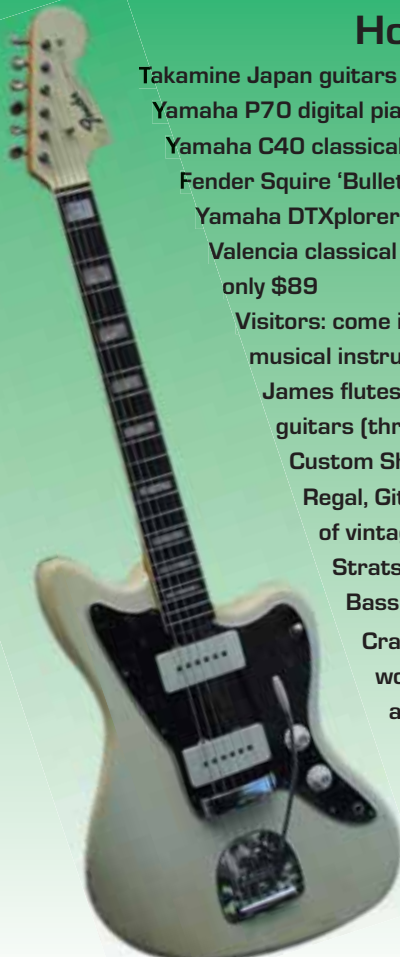 Ho
Takamine Japan guitars
Yamaha P70 digital pia
Yamaha C40 classical
Fender Squire ‘Bullet
Yamaha DTXplorer
Valencia classical
only $89
Visitors: come i
musical instru
James flutes
guitars (thr
Custom Sh
Regal, Git
of vinta
Strats
Bass
Cra
wo
a
Fender